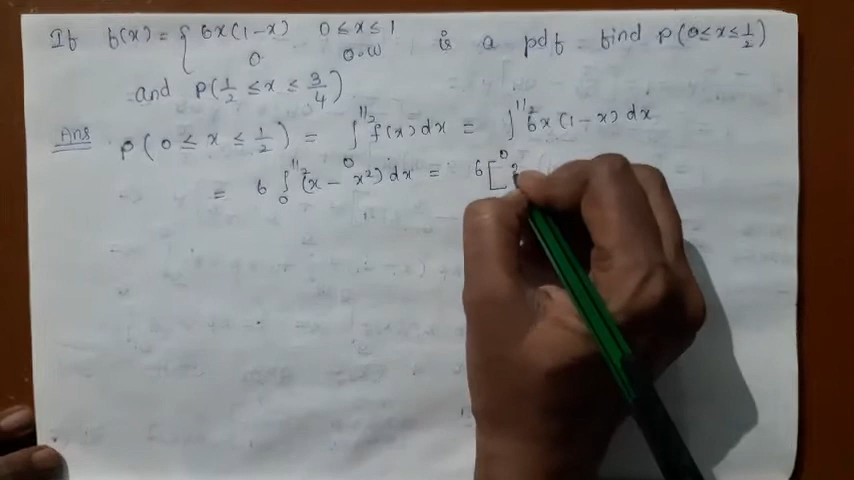 If f(x) = { 6x(1-x) 0 ≤ x ≤ 1 is a pdf find P(0≤x≤1/2)
0 o.w
and P(1/2 ≤ x ≤ 3/4)
Ans P(0 ≤ x ≤ 1/2) = ∫₀^{1/2} f(x) dx = ∫₀^{1/2} 6x(1-x) dx
= 6 ∫₀^{1/2} (x - x²) dx = 6 [